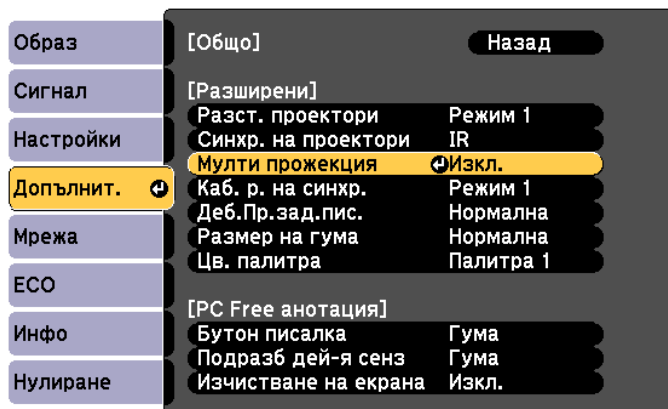 Образ
Сигнал
Настройки
Допълнит.
Мрежа
ECO
Инфо
Нулиране
[Общо] Назад
[Разширени]
Разст. проектори Режим 1
Синхр. на проектори IR
Мулти прожекция Изкл.
Каб. р. на синхр. Режим 1
Деб.Пр.зад.пис. Нормална
Размер на гума Нормална
Цв. палитра Палитра 1
[PC Free анотация]
Бутон писалка Гума
Подразб дей-я сенз Гума
Изчистване на екрана Изкл.